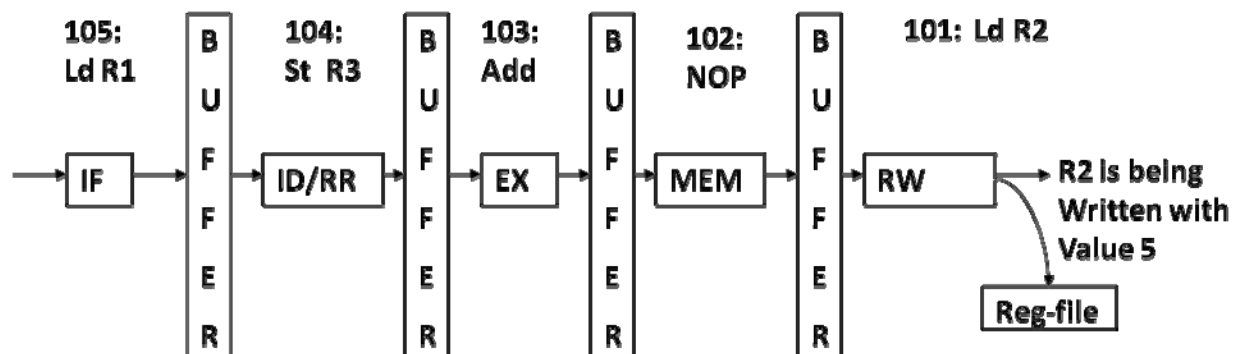 105:
Ld R1
B
U
F
F
E
R
104:
St R3
B
U
F
F
E
R
103:
Add
B
U
F
F
E
R
102:
NOP
B
U
F
F
E
R
101: Ld R2
IF
ID/RR
EX
MEM
RW
R2 is being
Written with
Value 5
Reg-file